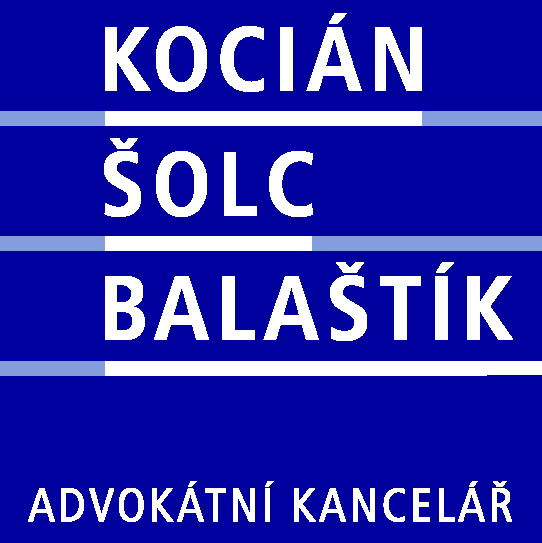 KOCIÁN
ŠOLC
BALAŠTÍK
ADVOKÁTNÍ KANCELÁŘ